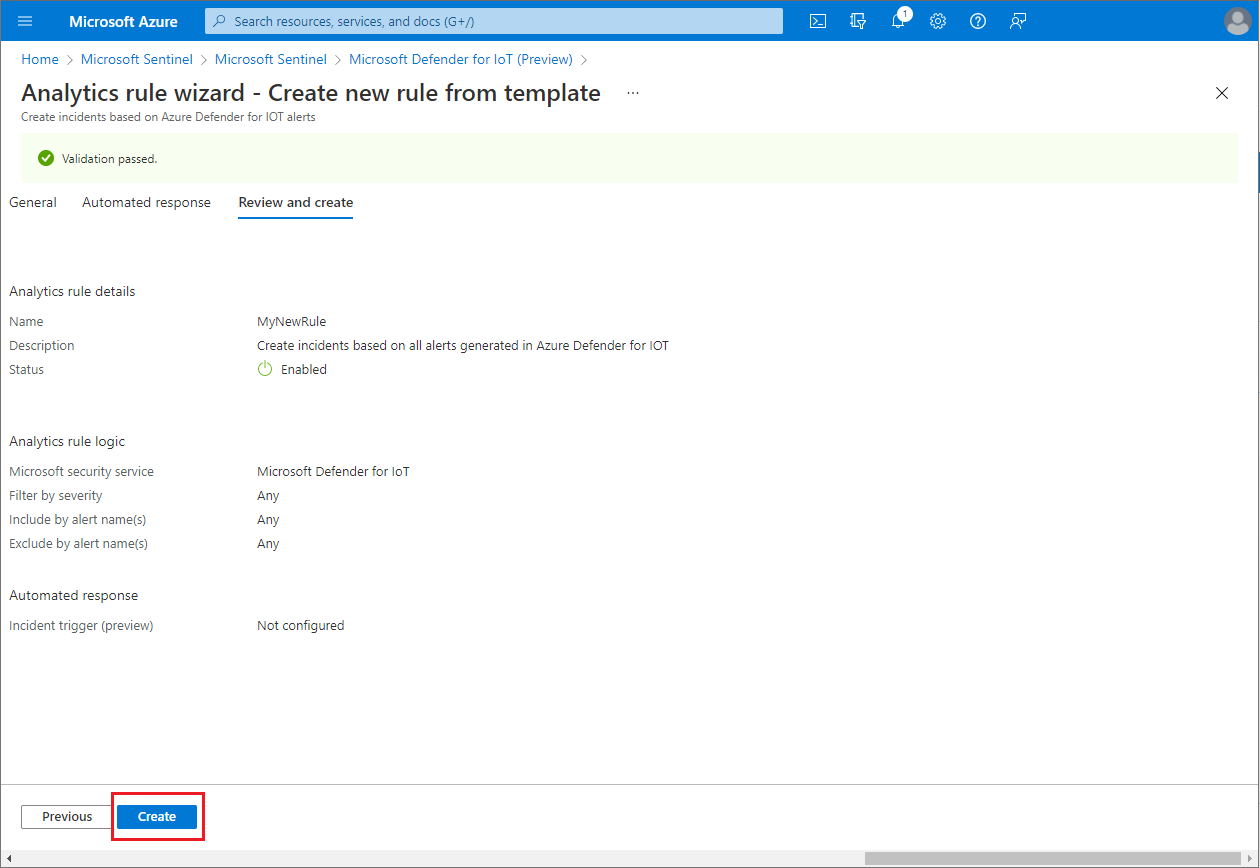 Microsoft Azure
Search resources, services, and docs (G+/)
1
Home > Microsoft Sentinel > Microsoft Sentinel > Microsoft Defender for IoT (Preview) >
Analytics rule wizard - Create new rule from template ...
Create incidents based on Azure Defender for IOT alerts
Validation passed.
General Automated response Review and create
Analytics rule details
Name MyNewRule
Description Create incidents based on all alerts generated in Azure Defender for IOT
Status Enabled
Analytics rule logic
Microsoft security service Microsoft Defender for IoT
Filter by severity Any
Include by alert name(s) Any
Exclude by alert name(s) Any
Automated response
Incident trigger (preview) Not configured
Previous Create